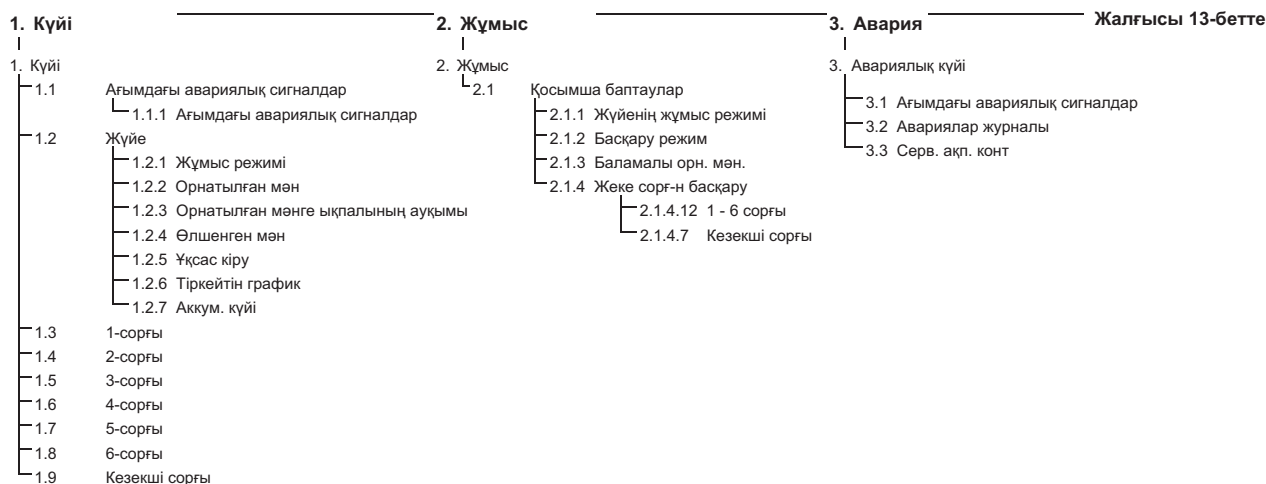 1. Күйі
2. Жұмыс
3. Авария
Жалғысы 13-бетте
1. Күйі
1.1 Ағымдағы авариялық сигналдар
1.1.1 Ағымдағы авариялық сигналдар
1.2 Жүйе
1.2.1 Жұмыс режимі
1.2.2 Орнатылған мән
1.2.3 Орнатылған мәнге ықпалының ауқымы
1.2.4 Өлшенген мән
1.2.5 Ұқсас кіру
1.2.6 Тіркейтін график
1.2.7 Аккум. күйі
1.3 1-сорғы
1.4 2-сорғы
1.5 3-сорғы
1.6 4-сорғы
1.7 5-сорғы
1.8 6-сорғы
1.9 Кезекші сорғы
2. Жұмыс
2.1 Қосымша баптаулар
2.1.1 Жүйенің жұмыс режимі
2.1.2 Басқару режим
2.1.3 Баламалы орн. мән.
2.1.4 Жеке сорғ-н басқару
2.1.4.12 1 - 6 сорғы
2.1.4.7 Кезекші сорғы
3. Авариялық күйі
3.1 Ағымдағы авариялық сигналдар
3.2 Авариялар журналы
3.3 Серв. ақп. конт